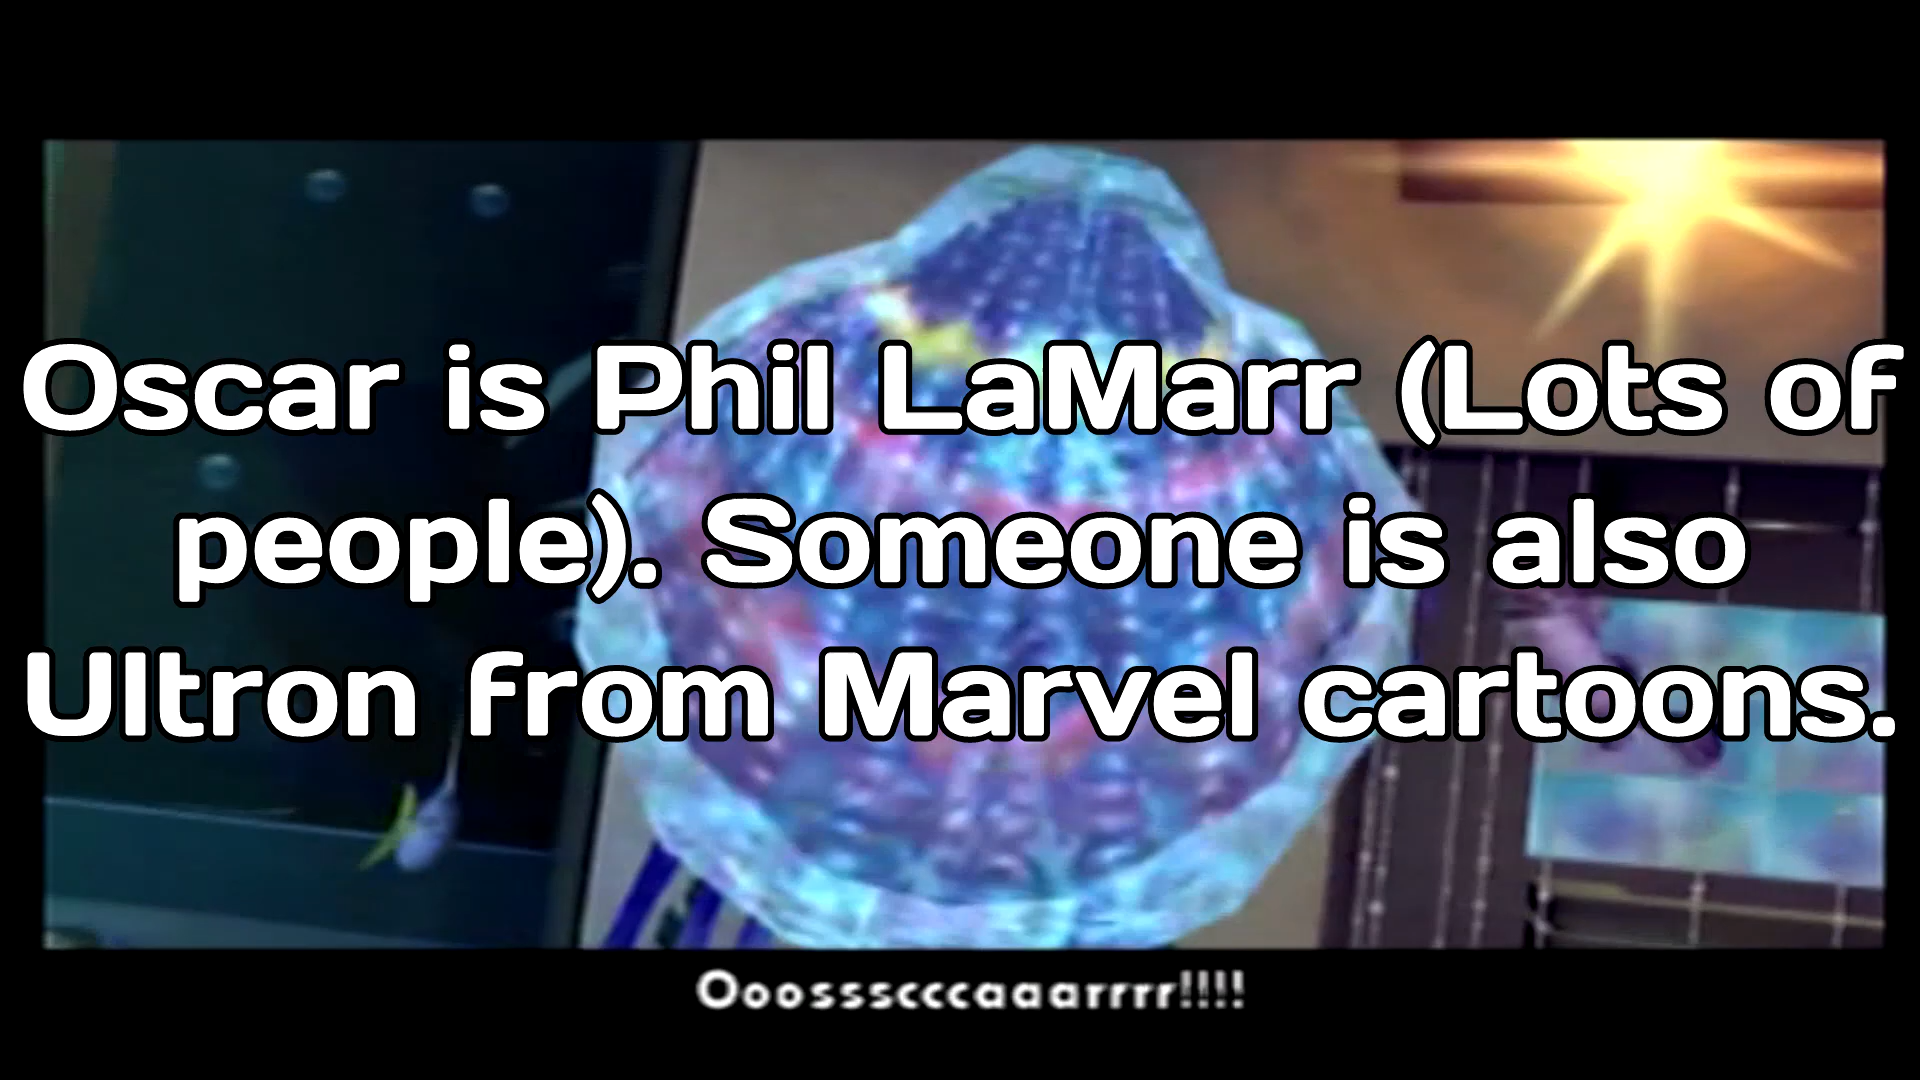 Oscar is Phil LaMarr (Lots of
people). Someone is also
Ultron from Marvel cartoons.
Ooossscccaaarrrr!!!!